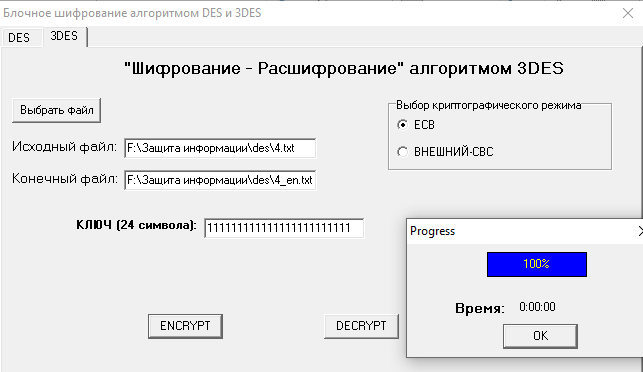 Блочное шифрование алгоритмом DES и 3DES
DES 3DES
"Шифрование - Расшифрование" алгоритмом 3DES
Выбрать файл
Выбор криптографического режима
ECB
ВНЕШНИЙ-CBC
Исходный файл: F:\Защита информации\des\4.txt
Конечный файл: F:\Защита информации\des\4_en.txt
КЛЮЧ (24 символа): 111111111111111111111111
Progress
100%
Время: 0:00:00
OK
ENCRYPT DECRYPT